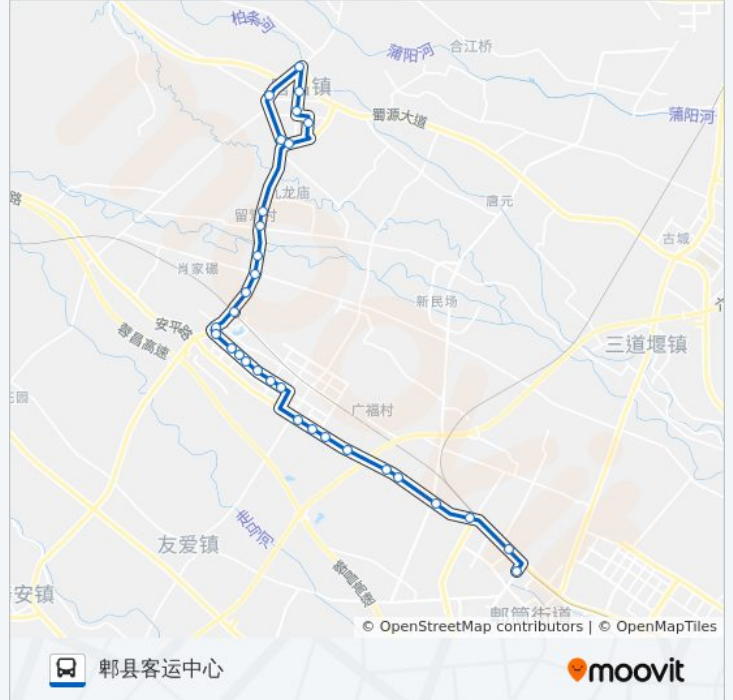 柏条河
蒲阳河
合江桥
镇
蜀源大道
蒲阳河
九龙庙
唐元
路
古城
肖家碾
新民场
安平路
蓉昌高速
三道堰镇
广福村
走马河
友爱镇
安镇
郫筒街道
© OpenStreetMap contributors | © OpenMapTiles
郫县客运中心
moovit